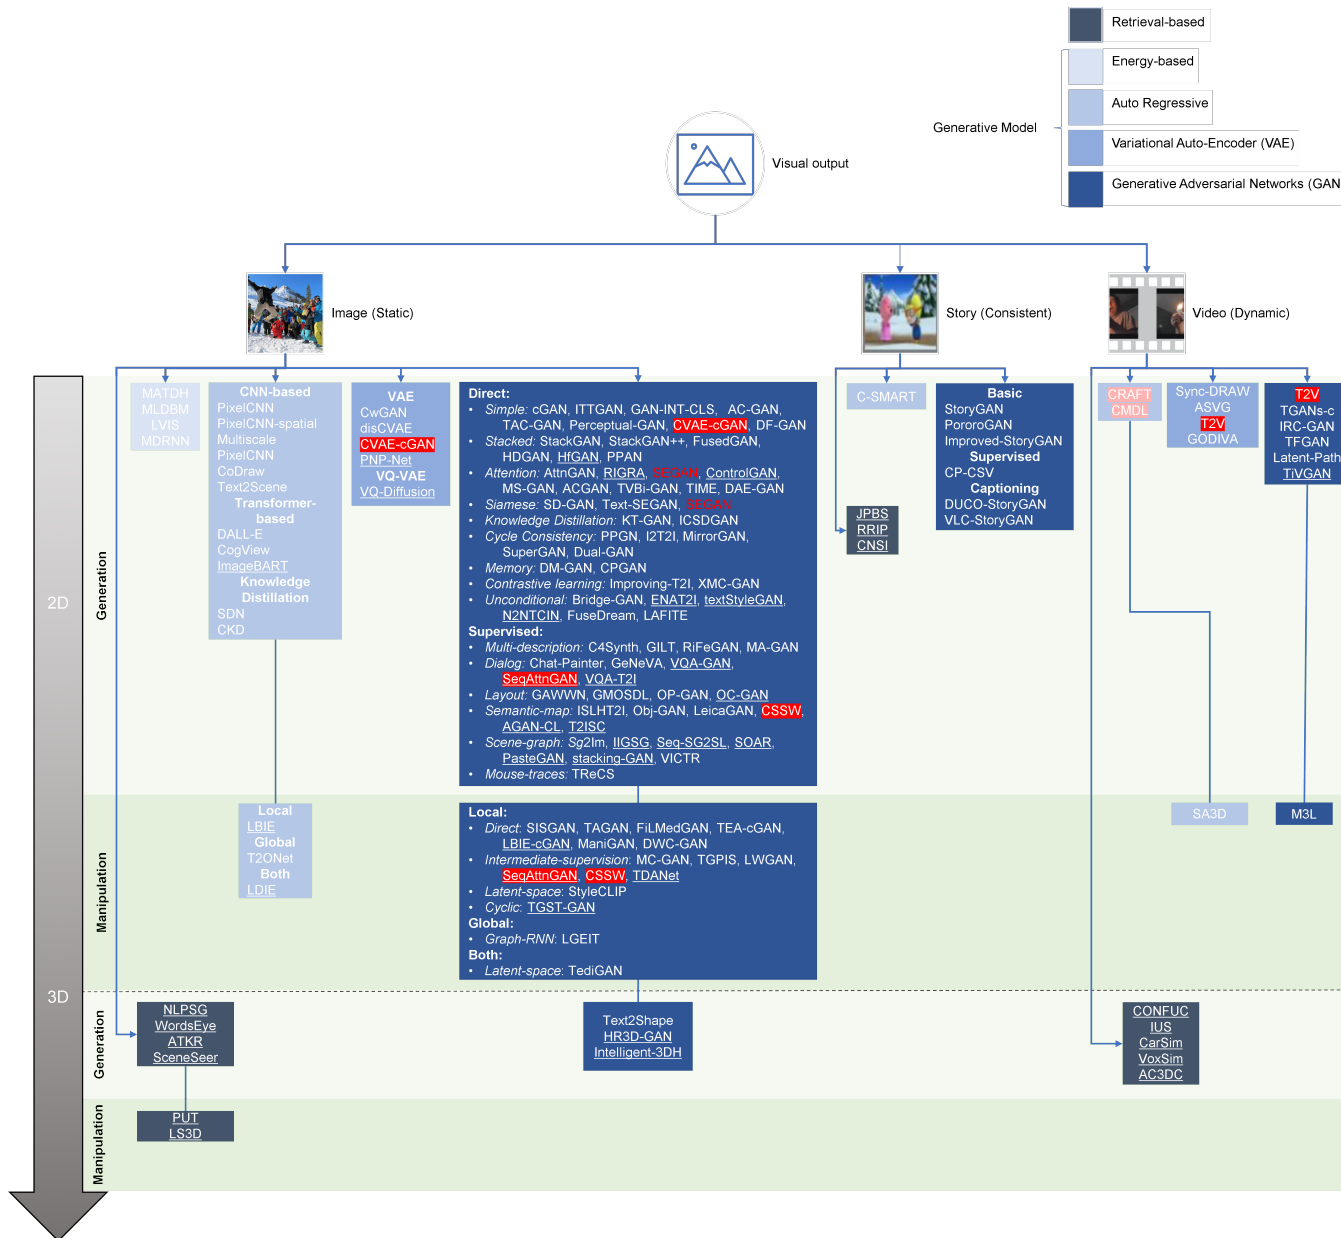 Retrieval-based
Energy-based
Auto Regressive
Generative Model
Variational Auto-Encoder (VAE)
Generative Adversarial Networks (GAN
Visual output
Image (Static)
Story (Consistent)
Video (Dynamic)
2D
3D
Generation
Manipulation
Generation
Manipulation
MATDH
MLDBM
LVIS
MDRNN
CNN-based
PixelCNN
PixelCNN-spatial
Multiscale
PixelCNN
CoDraw
Text2Scene
Transformer-
based
DALL-E
CogView
ImageBART
Knowledge
Distillation
SDN
CKD
VAE
CwGAN
disCVAE
CVAE-cGAN
PNP-Net
VQ-VAE
VQ-Diffusion
Direct:
• Simple: cGAN, ITTGAN, GAN-INT-CLS, AC-GAN,
TAC-GAN, Perceptual-GAN, CVAE-cGAN, DF-GAN
• Stacked: StackGAN, StackGAN++, FusedGAN,
HDGAN, HfGAN, PPAN
• Attention: AttnGAN, RIGRA, SEGAN, ControlGAN,
MS-GAN, ACGAN, TVBi-GAN, TIME, DAE-GAN
• Siamese: SD-GAN, Text-SEGAN, SEGAN
• Knowledge Distillation: KT-GAN, ICSDGAN
• Cycle Consistency: PPGN, I2T2I, MirrorGAN,
SuperGAN, Dual-GAN
• Memory: DM-GAN, CPGAN
• Contrastive learning: Improving-T2I, XMC-GAN
• Unconditional: Bridge-GAN, ENAT2I, textStyleGAN,
N2NTCIN, FuseDream, LAFITE
Supervised:
• Multi-description: C4Synth, GILT, RiFeGAN, MA-GAN
• Dialog: Chat-Painter, GeNeVA, VQA-GAN,
SeqAttnGAN, VQA-T2I
• Layout: GAWWN, GMOSDL, OP-GAN, OC-GAN
• Semantic-map: ISLHT2I, Obj-GAN, LeicaGAN, CSSW,
AGAN-CL, T2ISC
• Scene-graph: Sg2Im, IIGSG, Seq-SG2SL, SOAR,
PasteGAN, stacking-GAN, VICTR
• Mouse-traces: TReCS
C-SMART
JPBS
RRIP
CNSI
Basic
StoryGAN
PororoGAN
Improved-StoryGAN
Supervised
CP-CSV
Captioning
DUCO-StoryGAN
VLC-StoryGAN
CRAFT
CMDL
Sync-DRAW
ASVG
T2V
GODIVA
T2V
TGANs-c
IRC-GAN
TFGAN
Latent-Path
TiVGAN
Local
LBIE
Global
T2ONet
Both
LDIE
Local:
• Direct: SISGAN, TAGAN, FiLMedGAN, TEA-cGAN,
LBIE-cGAN, ManiGAN, DWC-GAN
• Intermediate-supervision: MC-GAN, TGPIS, LWGAN,
SeqAttnGAN, CSSW, TDANet
• Latent-space: StyleCLIP
• Cyclic: TGST-GAN
Global:
• Graph-RNN: LGEIT
Both:
• Latent-space: TediGAN
SA3D
M3L
NLPSG
WordsEye
ATKR
SceneSeer
Text2Shape
HR3D-GAN
Intelligent-3DH
CONFUC
IUS
CarSim
VoxSim
AC3DC
PUT
LS3D